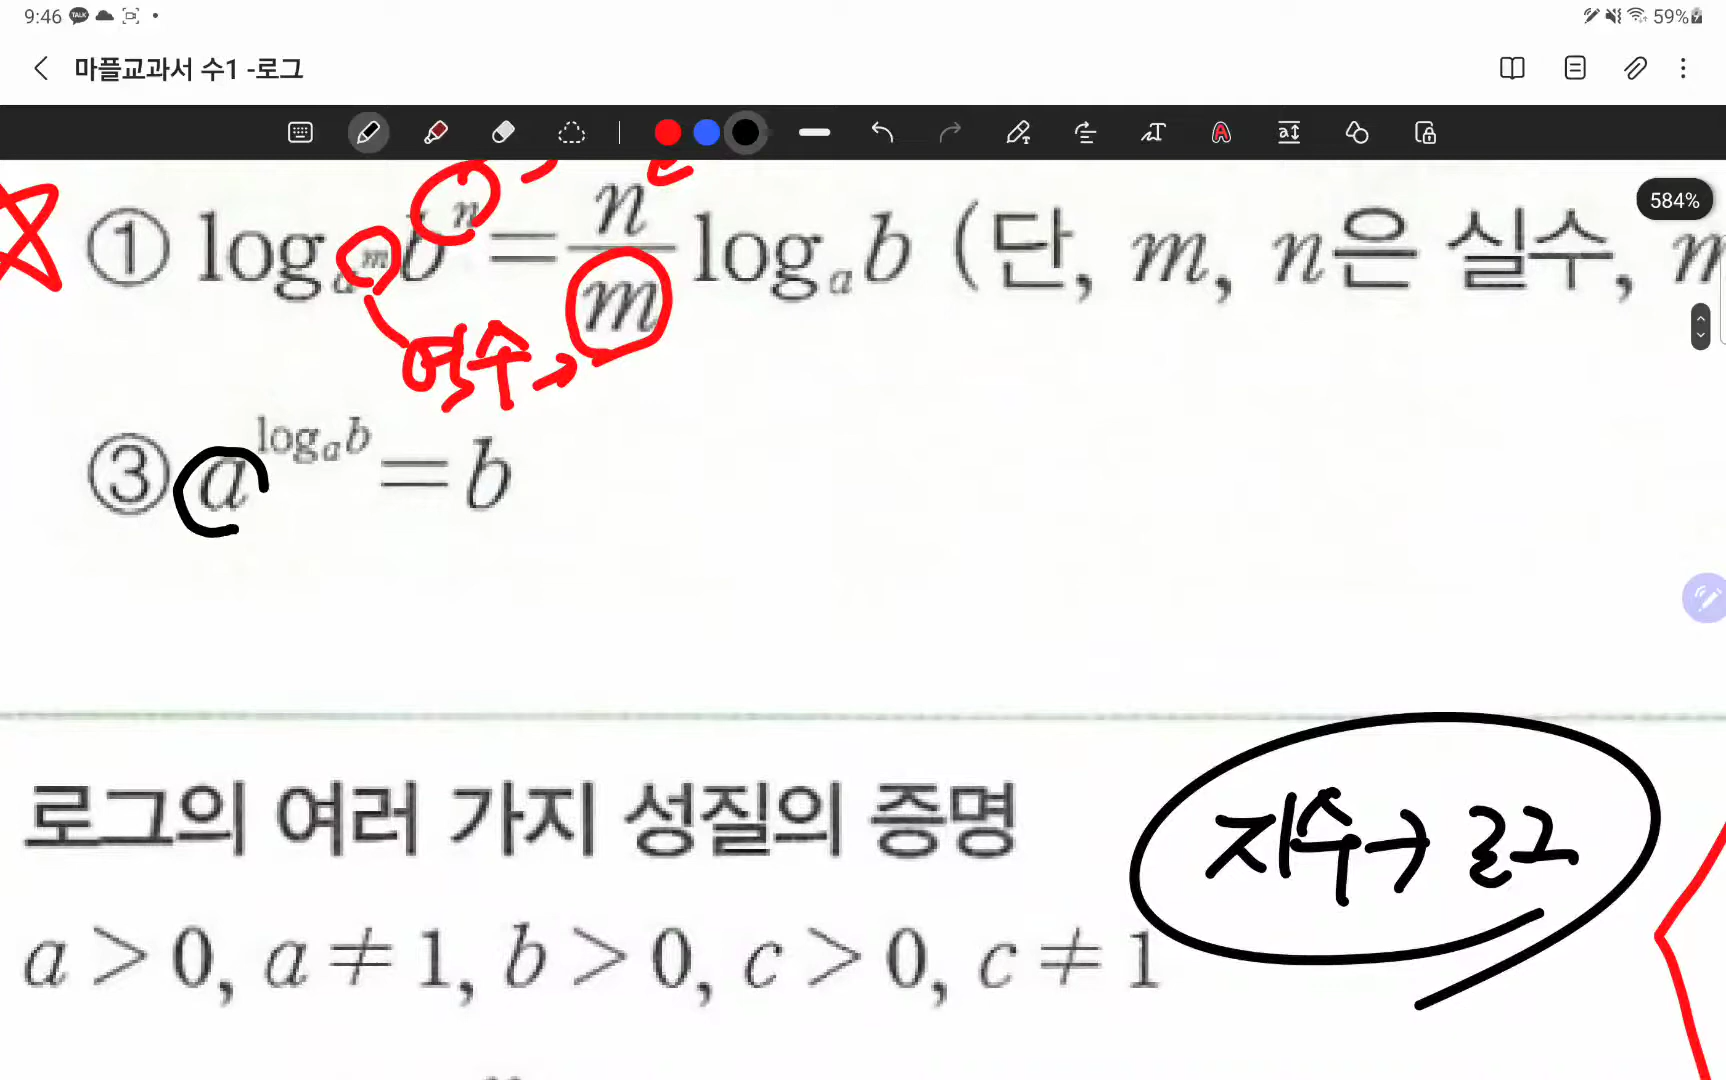 9:46 TALK 59%
마플교과서 수1 -로그
584%
① log_{a^m} b^n = \frac{n}{m} log_a b (단, m, n은 실수, m
역수→
③ a^{log_a b} = b
로그의 여러 가지 성질의 증명
지수→ 로그
a > 0, a ≠ 1, b > 0, c > 0, c ≠ 1